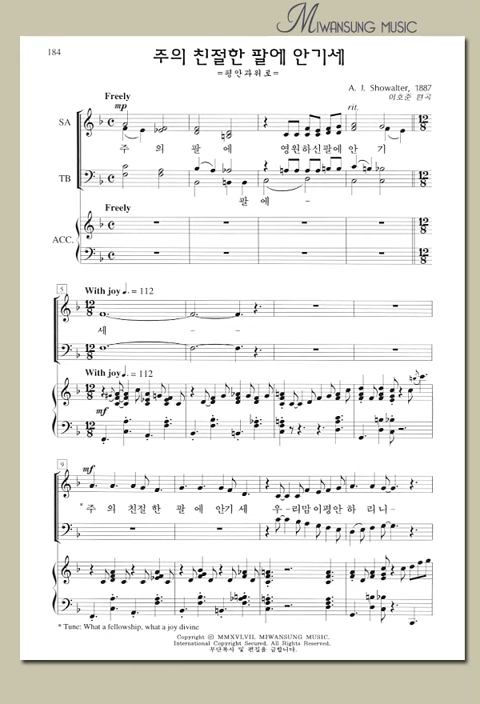 MIWANSUNG MUSIC
184
주의 친절한 팔에 안기세
=평안과위로=
A. J. Showalter, 1887
이호준 편곡
Freely
mp
rit.
SA
주 의 팔 에 영원하신팔에안 기
TB
팔 에 -
Freely
ACC.
5
With joy ♩. = 112
세 - -
With joy ♩. = 112
mf
9
mf
*주 의 친절한 팔 에 안기세 우-리맘이평안하 리니-
* Tune: What a fellowship, what a joy divine
Copyright ⓒ MMXVLVII, MIWANSUNG MUSIC.
International Copyright Secured. All Rights Reserved.
무단복사 및 편집을 금합니다.